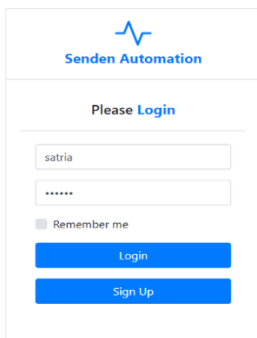 Senden Automation
Please Login
satria
••••••
Remember me
Login
Sign Up